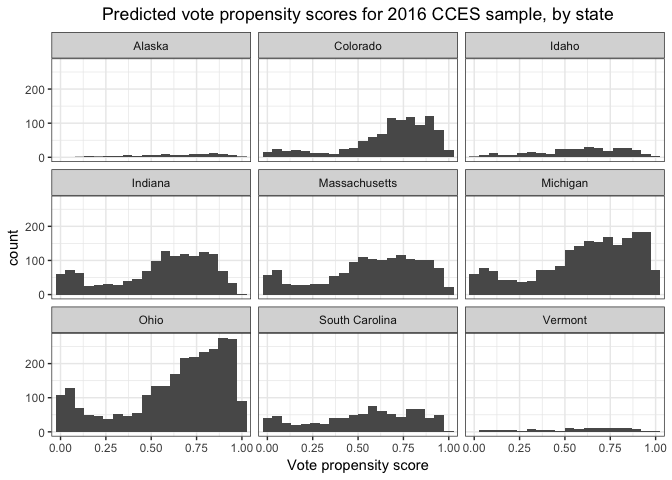 Predicted vote propensity scores for 2016 CCES sample, by state
Alaska Colorado Idaho
200
100
0
Indiana Massachusetts Michigan
200
100
0
count
Ohio South Carolina Vermont
200
100
0
0.00 0.25 0.50 0.75 1.00 0.00 0.25 0.50 0.75 1.00 0.00 0.25 0.50 0.75 1.00
Vote propensity score